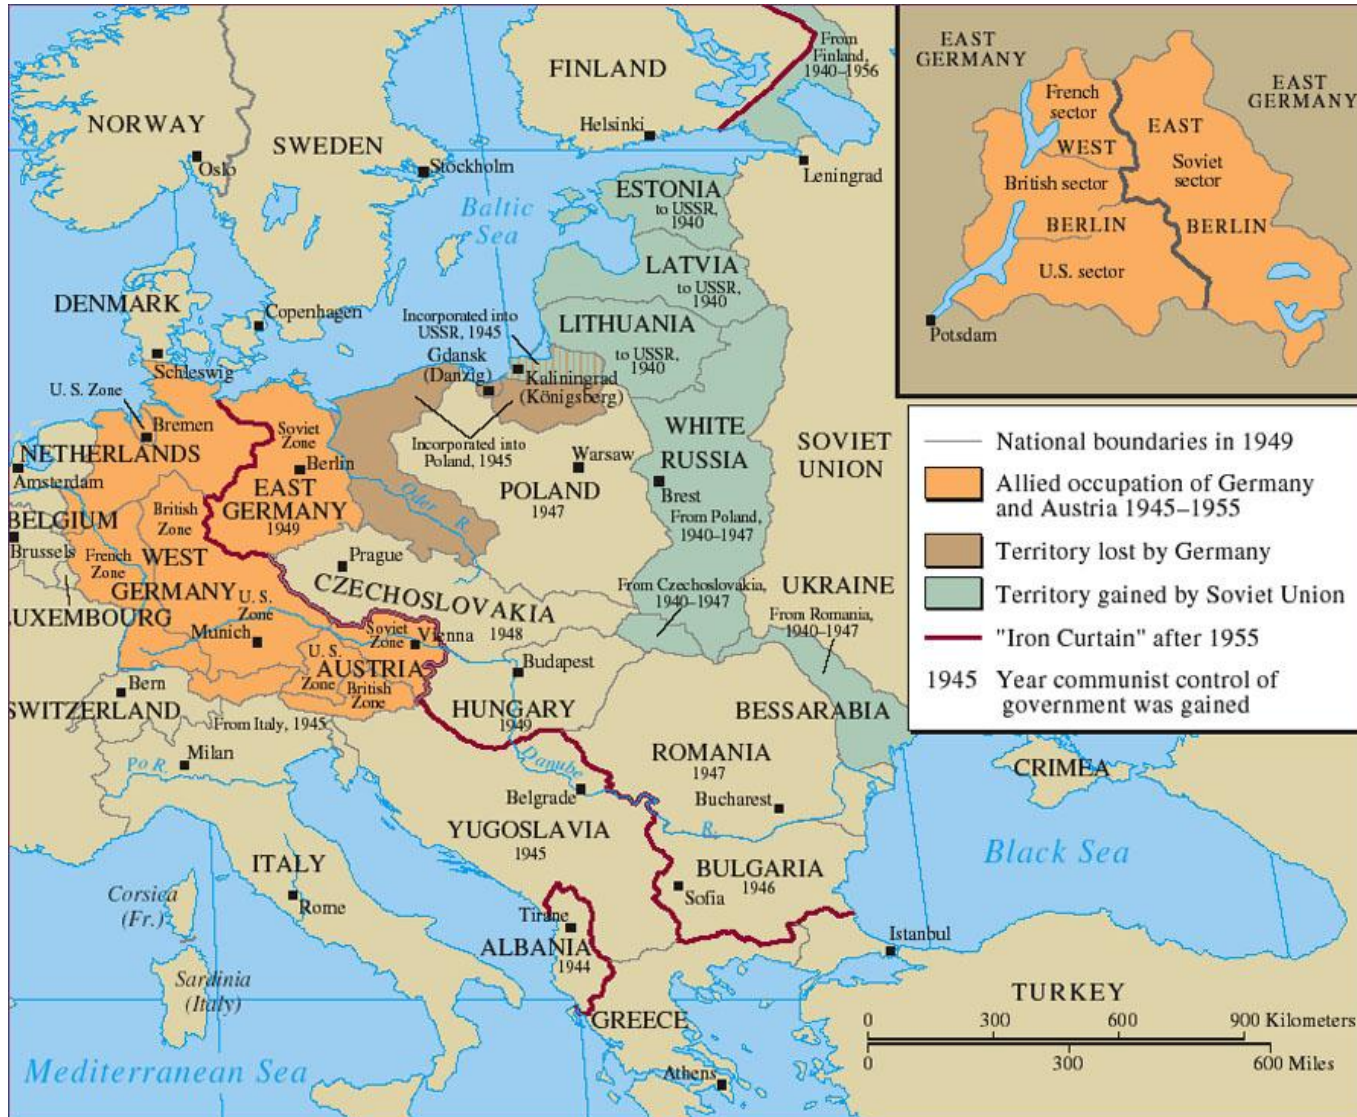 From
Finland,
1940–1956
FINLAND
Helsinki
NORWAY
Oslo
SWEDEN
Stockholm
Leningrad
Baltic
Sea
ESTONIA
to USSR,
1940
LATVIA
to USSR,
1940
LITHUANIA
to USSR,
1940
DENMARK
Copenhagen
Schleswig
Incorporated into
USSR, 1945
Gdansk
(Danzig)
Kaliningrad
(Königsberg)
U. S. Zone
Bremen
NETHERLANDS
Amsterdam
Soviet
Zone
Berlin
EAST
GERMANY
1949
Incorporated into
Poland, 1945
Oder R.
Warsaw
POLAND
1947
WHITE
RUSSIA
Brest
From Poland,
1940–1947
SOVIET
UNION
BELGIUM
Brussels
British
Zone
French
Zone
WEST
GERMANY
U. S.
Zone
Munich
LUXEMBOURG
Prague
CZECHOSLOVAKIA
1948
From Czechoslovakia,
1940–1947
UKRAINE
From Romania,
1940–1947
Soviet
Zone
Vienna
U. S.
Zone
AUSTRIA
British
Zone
Budapest
HUNGARY
1949
Bern
SWITZERLAND
From Italy, 1945
Milan
Po R.
BESSARABIA
ROMANIA
1947
Bucharest
Danube
R.
Belgrade
YUGOSLAVIA
1945
CRIMEA
Black Sea
BULGARIA
1946
Sofia
ITALY
Rome
Corsica
(Fr.)
Sardinia
(Italy)
Tirane
ALBANIA
1944
Istanbul
GREECE
Athens
TURKEY
Mediterranean Sea
0 300 600 900 Kilometers
0 300 600 Miles
EAST
GERMANY
EAST
GERMANY
French
sector
WEST
British sector
BERLIN
U.S. sector
EAST
Soviet
sector
BERLIN
Potsdam
National boundaries in 1949
Allied occupation of Germany
and Austria 1945–1955
Territory lost by Germany
Territory gained by Soviet Union
"Iron Curtain" after 1955
1945 Year communist control of
government was gained